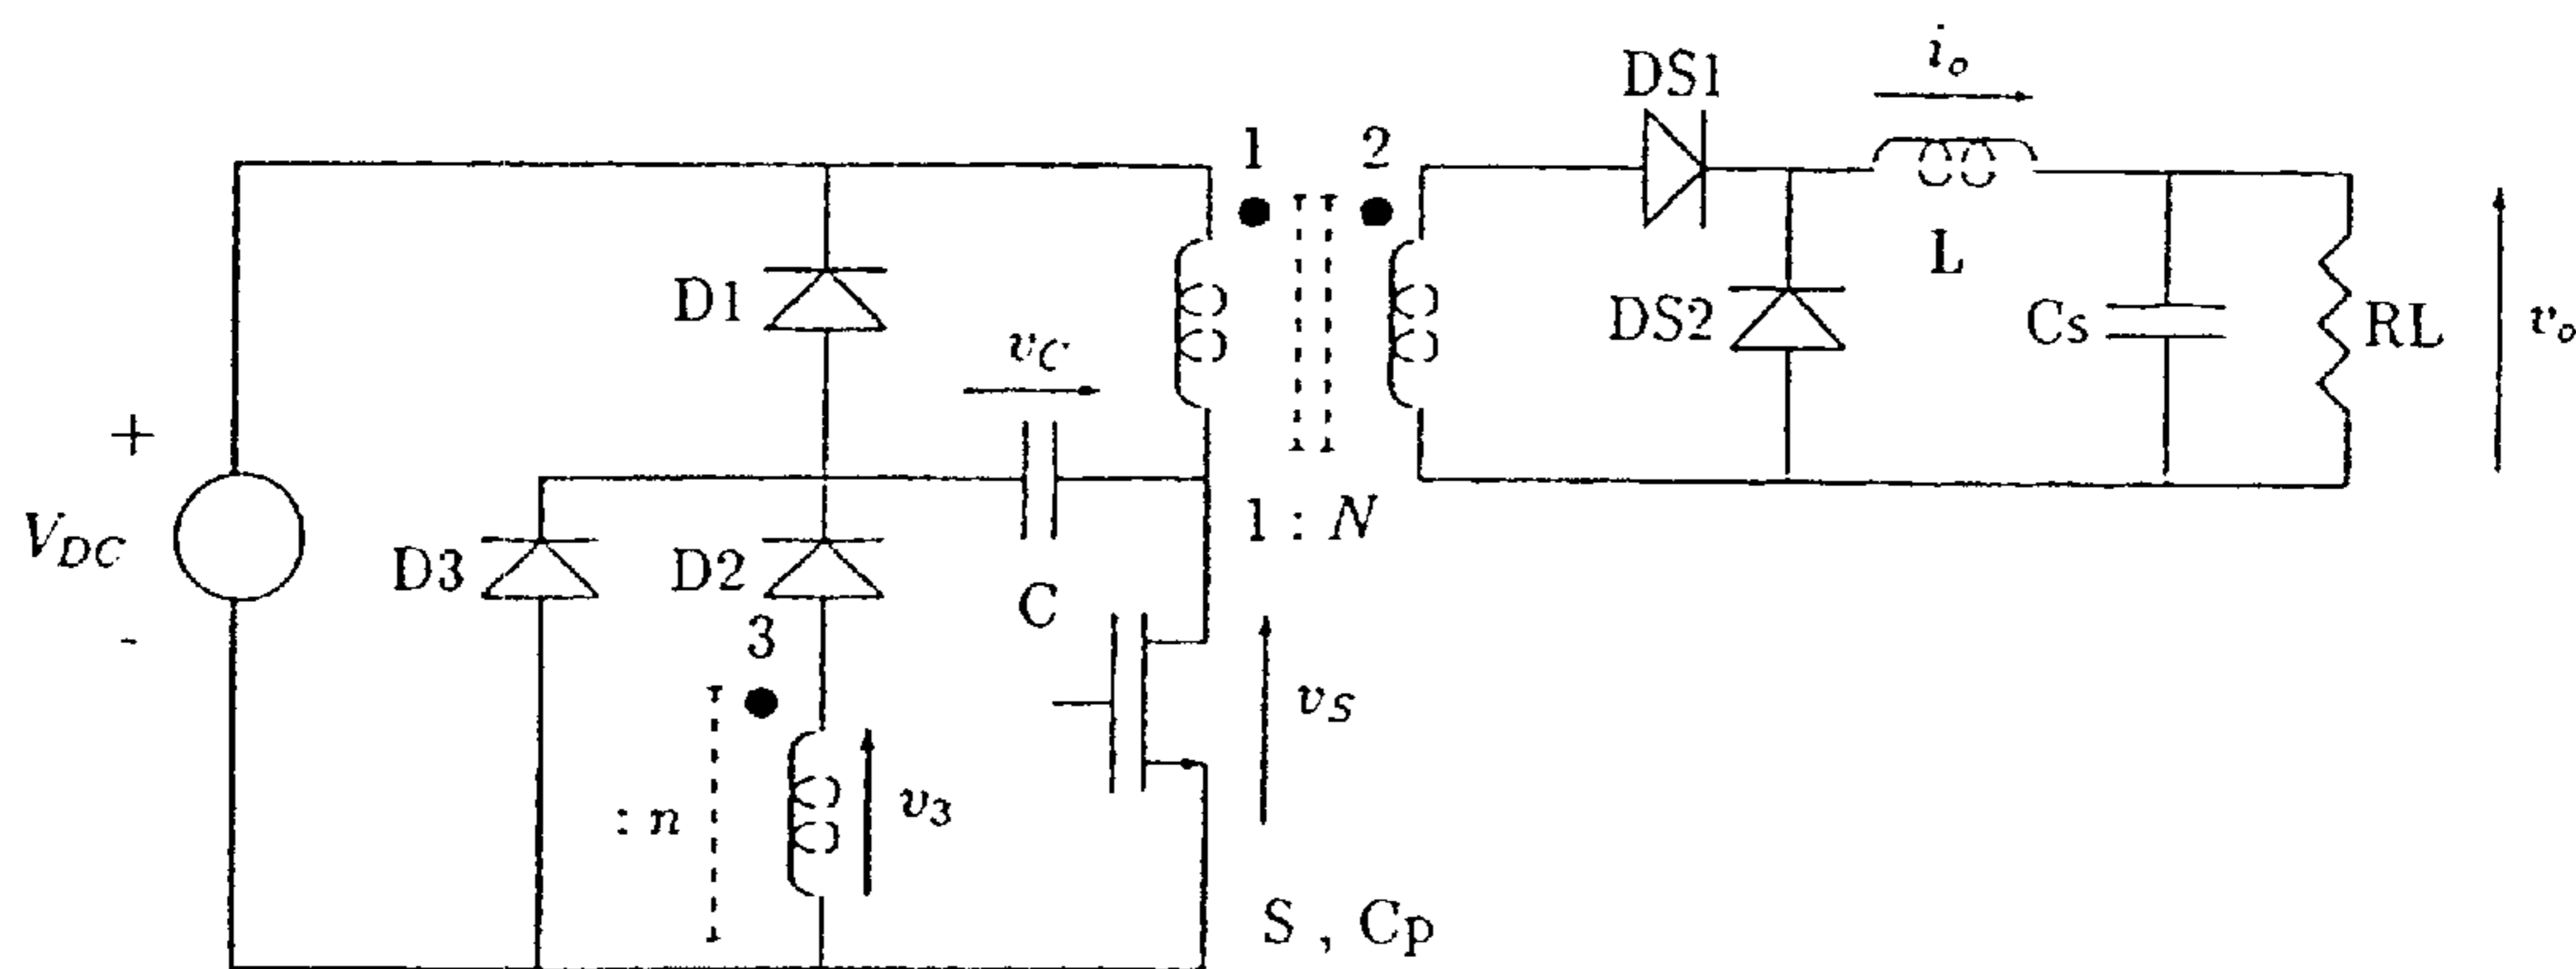 i_o
DS1
1
2
D1
DS2
L
Cs
RL
v_o
v_C
+
V_DC
-
D3
D2
C
1 : N
3
: n
v_3
v_S
S , Cp